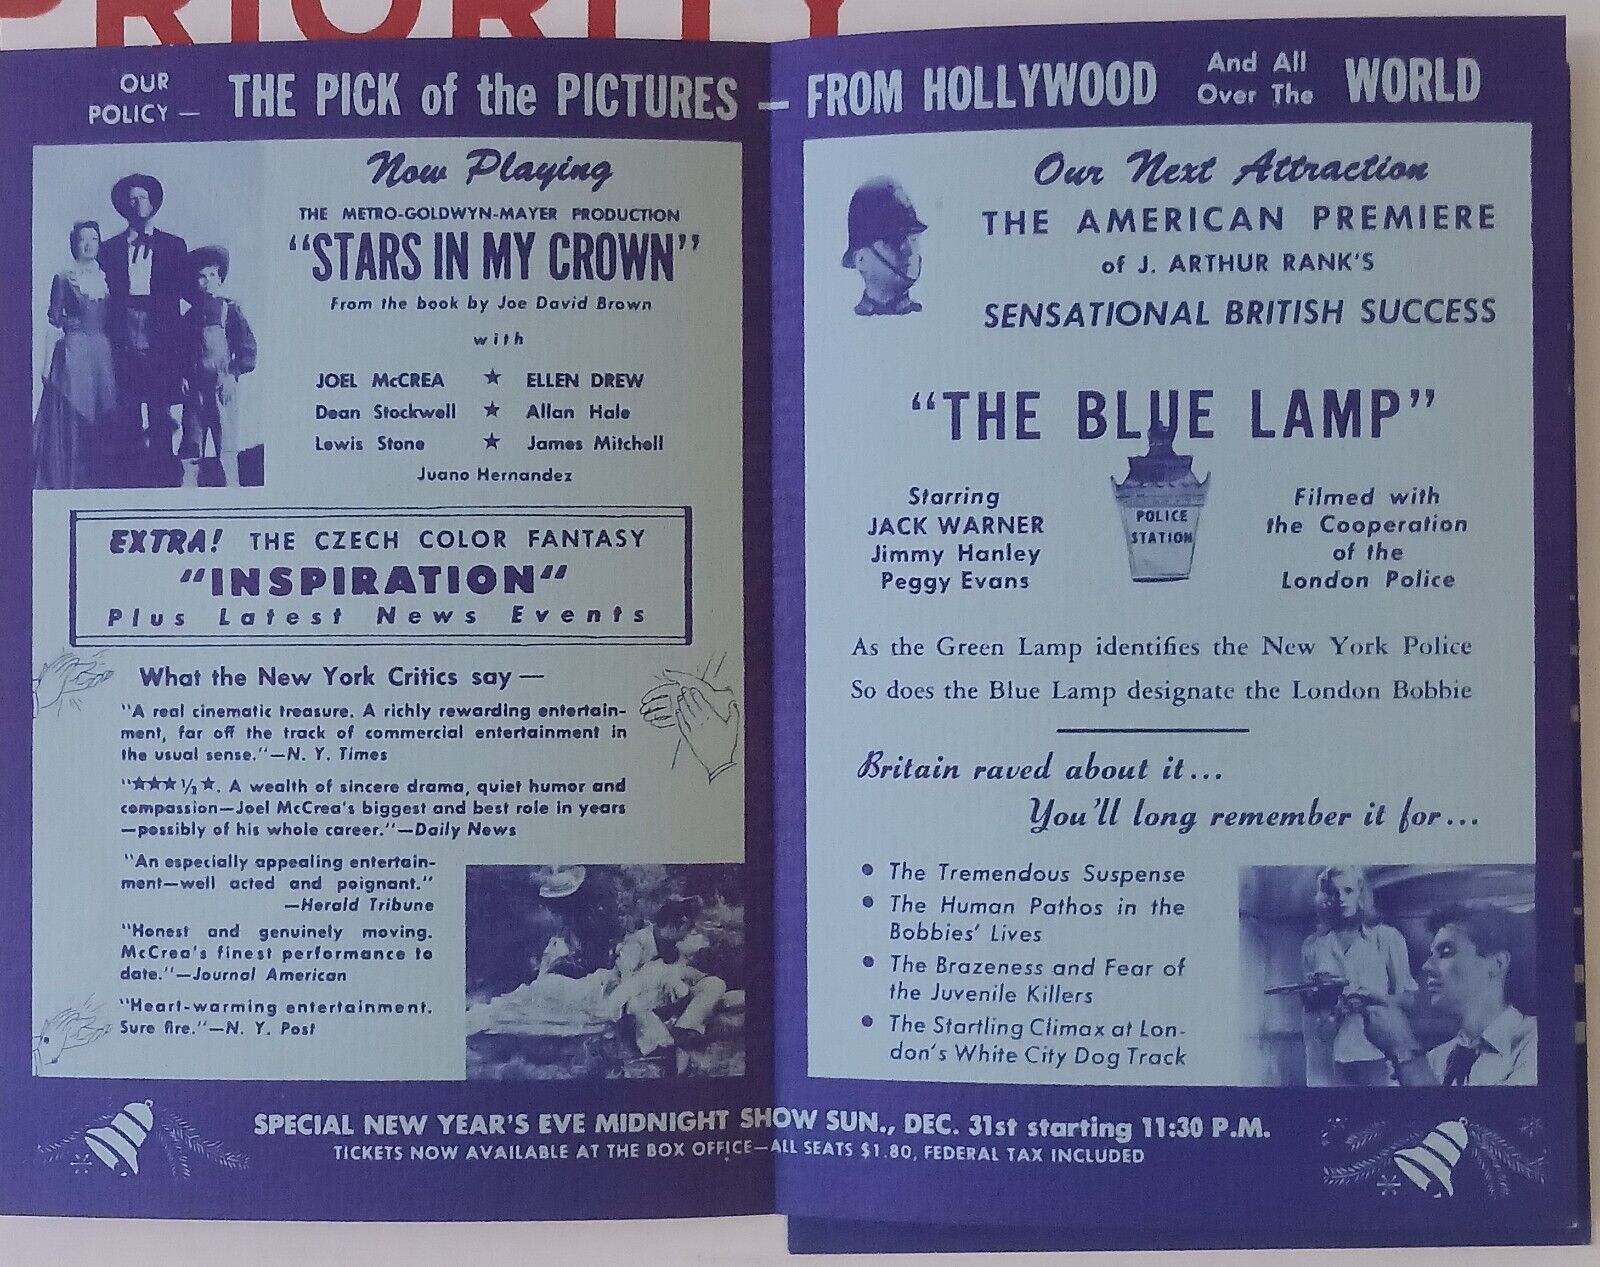 PRIORITY
OUR
POLICY — THE PICK of the PICTURES — FROM HOLLYWOOD And All
Over The WORLD
Now Playing
THE METRO-GOLDWYN-MAYER PRODUCTION
"STARS IN MY CROWN"
From the book by Joe David Brown
with
JOEL McCREA ★ ELLEN DREW
Dean Stockwell ★ Allan Hale
Lewis Stone ★ James Mitchell
Juano Hernandez
EXTRA! THE CZECH COLOR FANTASY
"INSPIRATION"
Plus Latest News Events
What the New York Critics say —
"A real cinematic treasure. A richly rewarding entertain-
ment, far off the track of commercial entertainment in
the usual sense."—N. Y. Times
"★★★½★. A wealth of sincere drama, quiet humor and
compassion—Joel McCrea's biggest and best role in years
—possibly of his whole career."—Daily News
"An especially appealing entertain-
ment—well acted and poignant."
—Herald Tribune
"Honest and genuinely moving.
McCrea's finest performance to
date."—Journal American
"Heart-warming entertainment.
Sure fire."—N. Y. Post
Our Next Attraction
THE AMERICAN PREMIERE
of J. ARTHUR RANK'S
SENSATIONAL BRITISH SUCCESS
"THE BLUE LAMP"
Starring
JACK WARNER
Jimmy Hanley
Peggy Evans
POLICE
STATION
Filmed with
the Cooperation
of the
London Police
As the Green Lamp identifies the New York Police
So does the Blue Lamp designate the London Bobbie
Britain raved about it...
You'll long remember it for...
• The Tremendous Suspense
• The Human Pathos in the
Bobbies' Lives
• The Brazeness and Fear of
the Juvenile Killers
• The Startling Climax at Lon-
don's White City Dog Track
SPECIAL NEW YEAR'S EVE MIDNIGHT SHOW SUN., DEC. 31st starting 11:30 P.M.
TICKETS NOW AVAILABLE AT THE BOX OFFICE—ALL SEATS $1.80, FEDERAL TAX INCLUDED